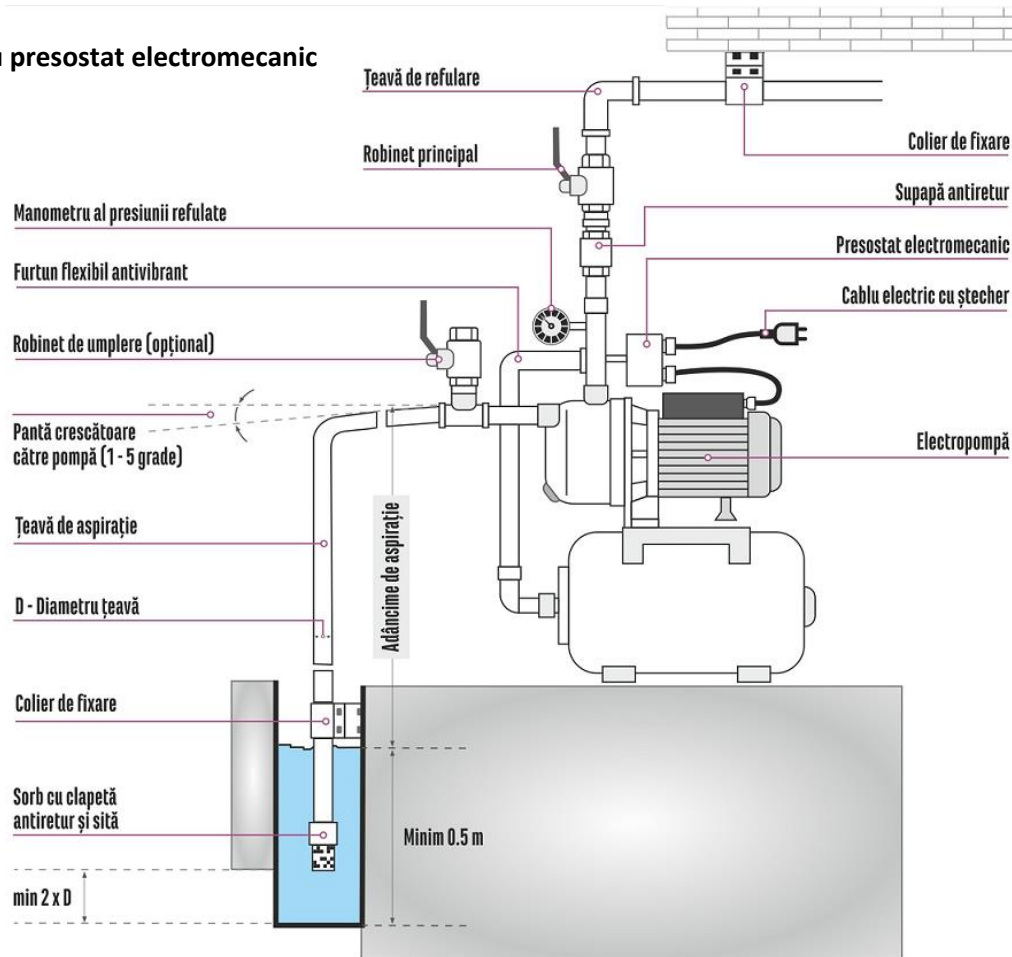 u presostat electromecanic
Țeavă de refulare
Robinet principal
Colier de fixare
Supapă antiretur
Manometru al presiunii refulate
Presostat electromecanic
Furtun flexibil antivibrant
Cablu electric cu ștecher
Robinet de umplere (opțional)
Pantă crescătoare
către pompă (1 - 5 grade)
Electropompă
Țeavă de aspirație
Adâncime de aspirație
D - Diametru țeavă
Colier de fixare
Sorb cu clapetă
antiretur și sită
Minim 0.5 m
min 2 x D